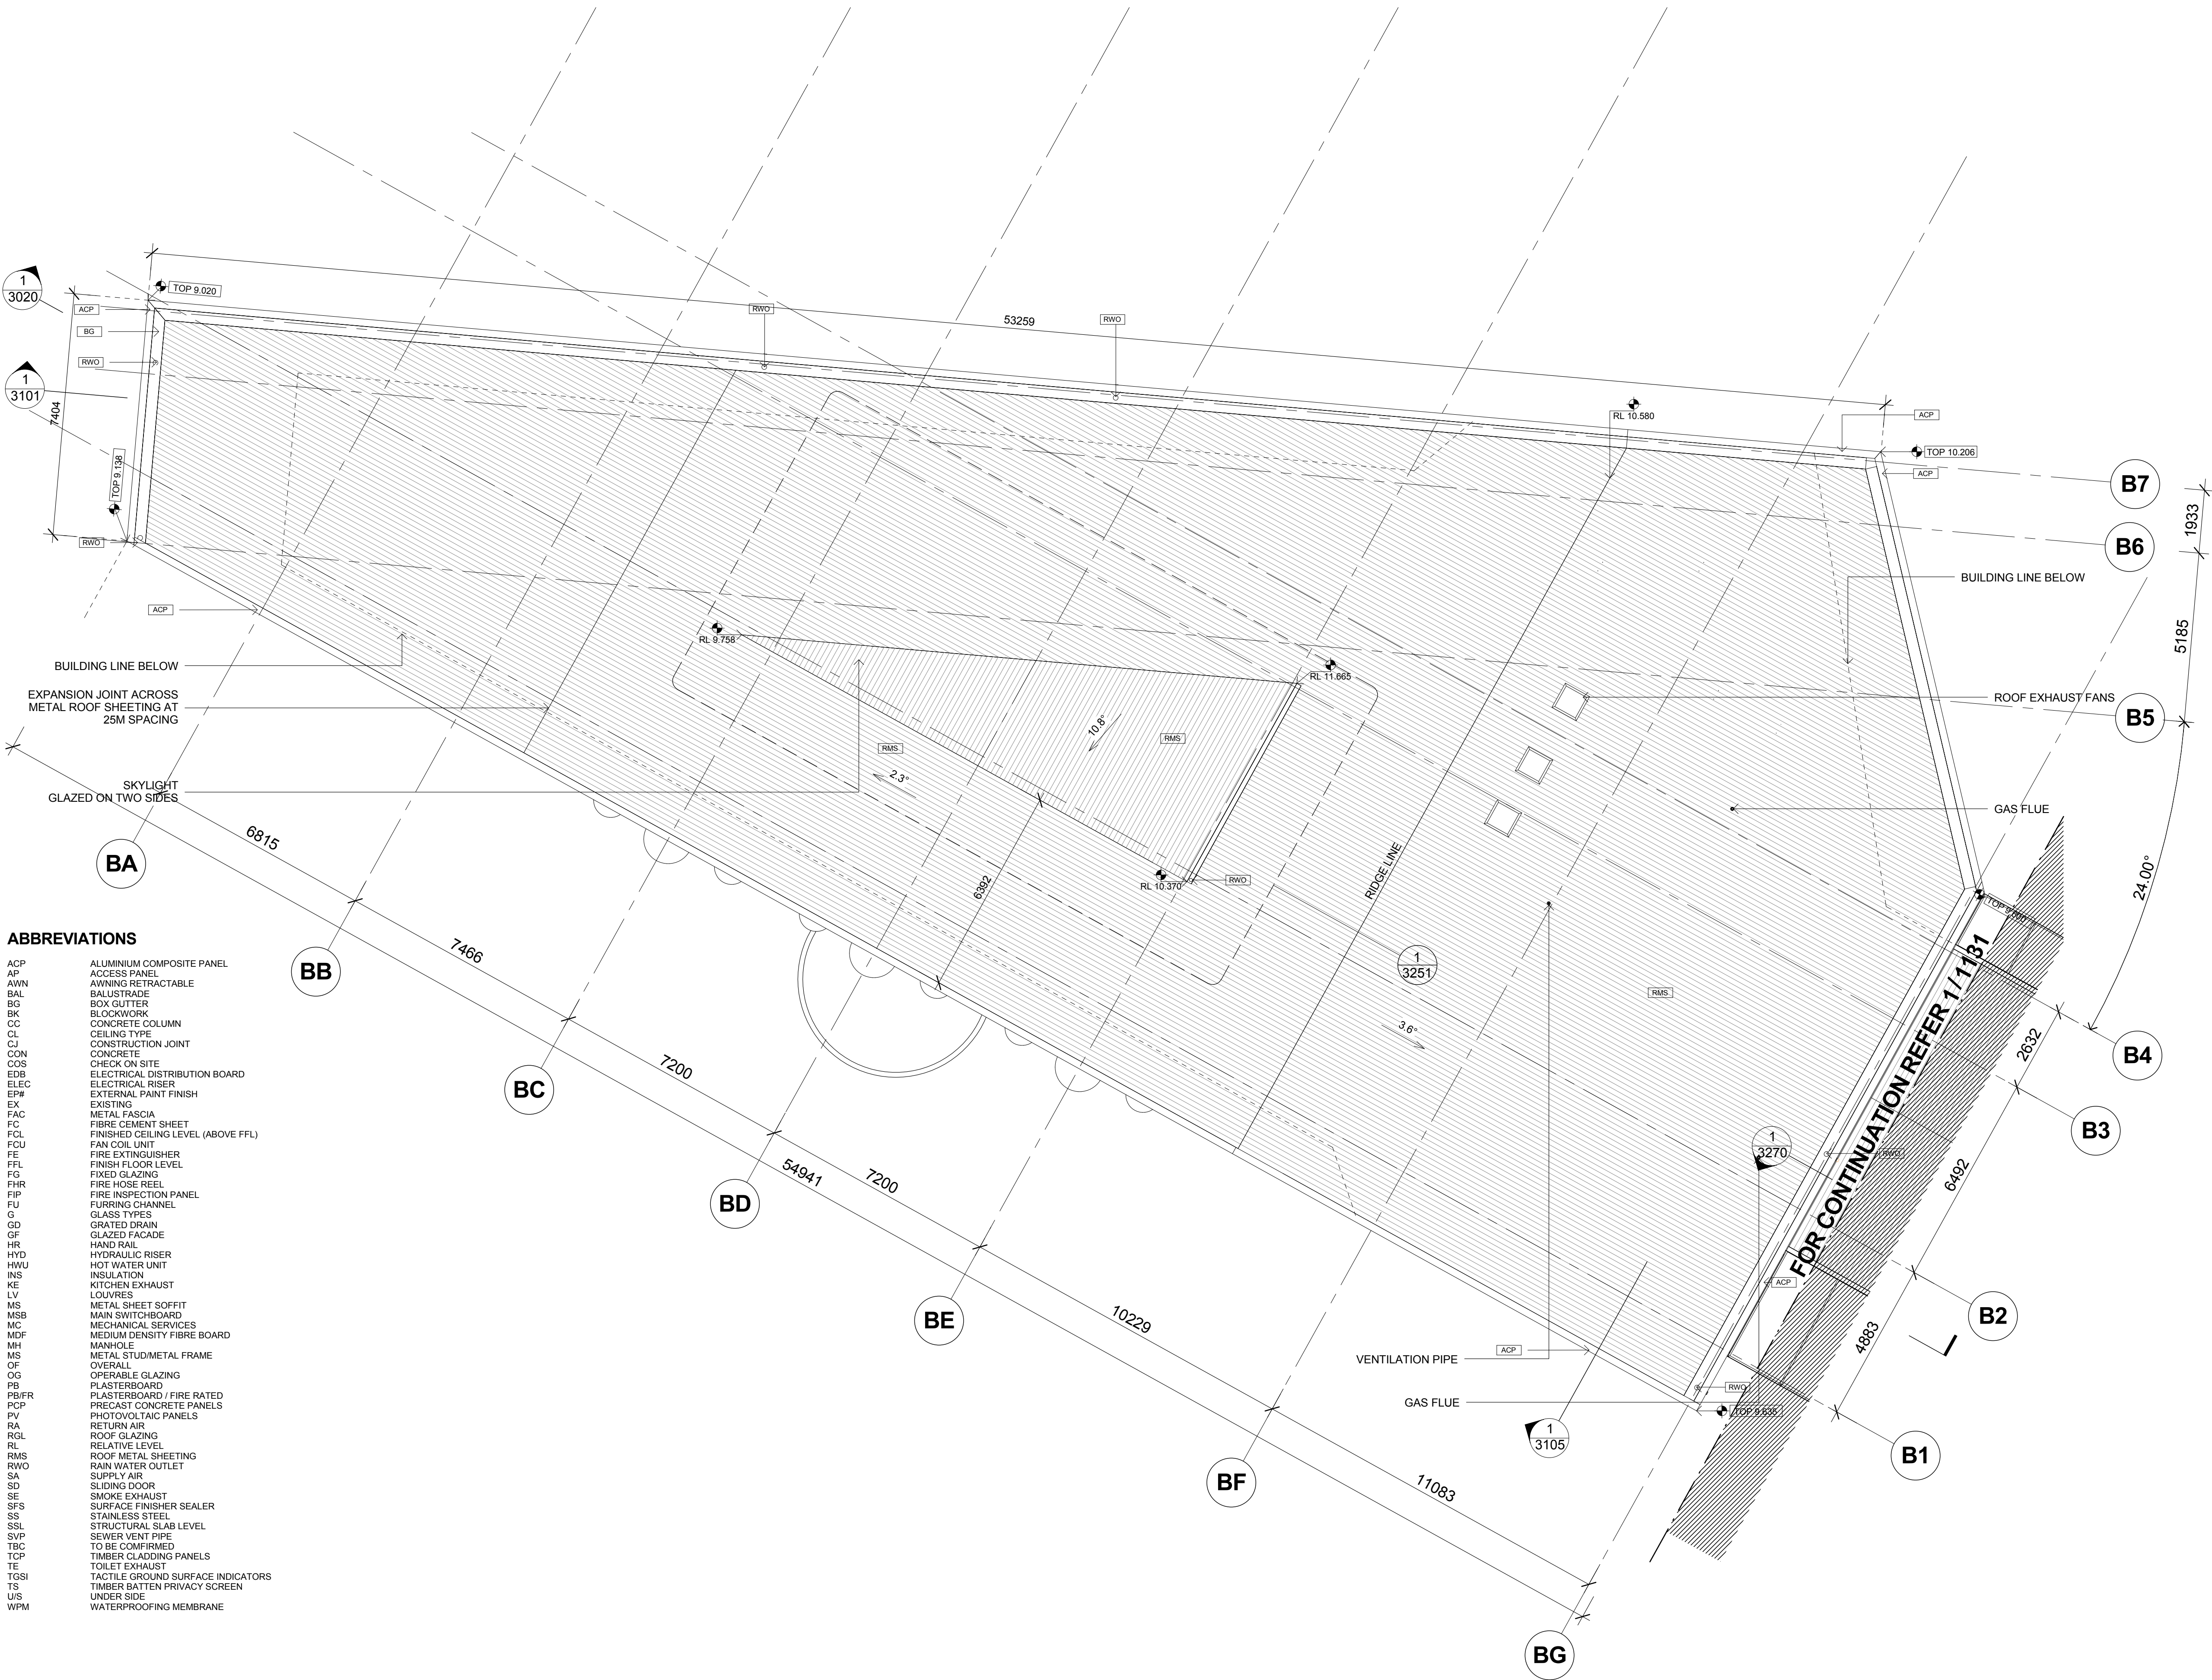 1
3020
TOP 9.020
ACP
BG
RWO
1
3101
7404
TOP 9.138
RWO
RWO
53259
RWO
RL 10.580
ACP
TOP 10.206
ACP
B7
1933
B6
BUILDING LINE BELOW
5185
ACP
BUILDING LINE BELOW
RL 9.758
RL 11.665
EXPANSION JOINT ACROSS
METAL ROOF SHEETING AT
25M SPACING
ROOF EXHAUST FANS
B5
10.8°
RMS
RMS
2.3°
SKYLIGHT
GLAZED ON TWO SIDES
GAS FLUE
6815
BA
6392
RL 10.370
RWO
RIDGE LINE
24.00°
7466
BB
1
3251
RMS
FOR CONTINUATION REFER 1 / 1131
3.6°
2632
B4
7200
BC
B3
1
3270
RWO
6492
54941
7200
BD
ACP
10229
BE
B2
4883
ACP
VENTILATION PIPE
RWO
GAS FLUE
TOP 9.635
1
3105
B1
BF
11083
BG
ABBREVIATIONS
ACP ALUMINIUM COMPOSITE PANEL
AP ACCESS PANEL
AWN AWNING RETRACTABLE
BAL BALUSTRADE
BG BOX GUTTER
BK BLOCKWORK
CC CONCRETE COLUMN
CL CEILING TYPE
CJ CONSTRUCTION JOINT
CON CONCRETE
COS CHECK ON SITE
EDB ELECTRICAL DISTRIBUTION BOARD
ELEC ELECTRICAL RISER
EP# EXTERNAL PAINT FINISH
EX EXISTING
FAC METAL FASCIA
FC FIBRE CEMENT SHEET
FCL FINISHED CEILING LEVEL (ABOVE FFL)
FCU FAN COIL UNIT
FE FIRE EXTINGUISHER
FFL FINISH FLOOR LEVEL
FG FIXED GLAZING
FHR FIRE HOSE REEL
FIP FIRE INSPECTION PANEL
FU FURRING CHANNEL
G GLASS TYPES
GD GRATED DRAIN
GF GLAZED FACADE
HR HAND RAIL
HYD HYDRAULIC RISER
HWU HOT WATER UNIT
INS INSULATION
KE KITCHEN EXHAUST
LV LOUVRES
MS METAL SHEET SOFFIT
MSB MAIN SWITCHBOARD
MC MECHANICAL SERVICES
MDF MEDIUM DENSITY FIBRE BOARD
MH MANHOLE
MS METAL STUD/METAL FRAME
OF OVERALL
OG OPERABLE GLAZING
PB PLASTERBOARD
PB/FR PLASTERBOARD / FIRE RATED
PCP PRECAST CONCRETE PANELS
PV PHOTOVOLTAIC PANELS
RA RETURN AIR
RGL ROOF GLAZING
RL RELATIVE LEVEL
RMS ROOF METAL SHEETING
RWO RAIN WATER OUTLET
SA SUPPLY AIR
SD SLIDING DOOR
SE SMOKE EXHAUST
SFS SURFACE FINISHER SEALER
SS STAINLESS STEEL
SSL STRUCTURAL SLAB LEVEL
SVP SEWER VENT PIPE
TBC TO BE COMFIRMED
TCP TIMBER CLADDING PANELS
TE TOILET EXHAUST
TGSI TACTILE GROUND SURFACE INDICATORS
TS TIMBER BATTEN PRIVACY SCREEN
U/S UNDER SIDE
WPM WATERPROOFING MEMBRANE